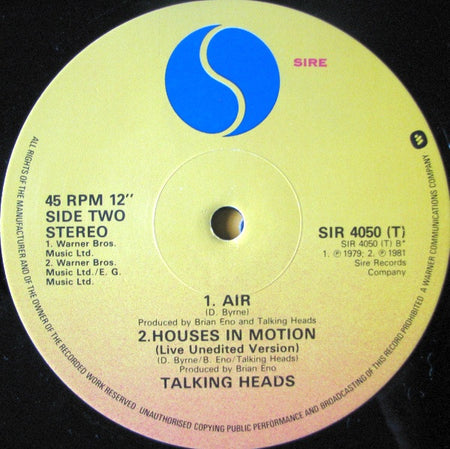 SIRE
45 RPM 12"
SIDE TWO
STEREO
1. Warner Bros.
Music Ltd.
2. Warner Bros.
Music Ltd./E. G.
Music Ltd.
SIR 4050 (T)
SIR 4050 (T) B*
1. ℗ 1979; 2. ℗ 1981
Sire Records
Company
1. AIR
(D. Byrne)
Produced by Brian Eno and Talking Heads
2.HOUSES IN MOTION
(Live Unedited Version)
(D. Byrne/B. Eno/Talking Heads)
Produced by Brian Eno
TALKING HEADS
ALL RIGHTS OF THE MANUFACTURER AND OF THE OWNER OF THE RECORDED WORK RESERVED UNAUTHORISED COPYING PUBLIC PERFORMANCE AND BROADCASTING OF THIS RECORD PROHIBITED A WARNER COMMUNICATIONS COMPANY